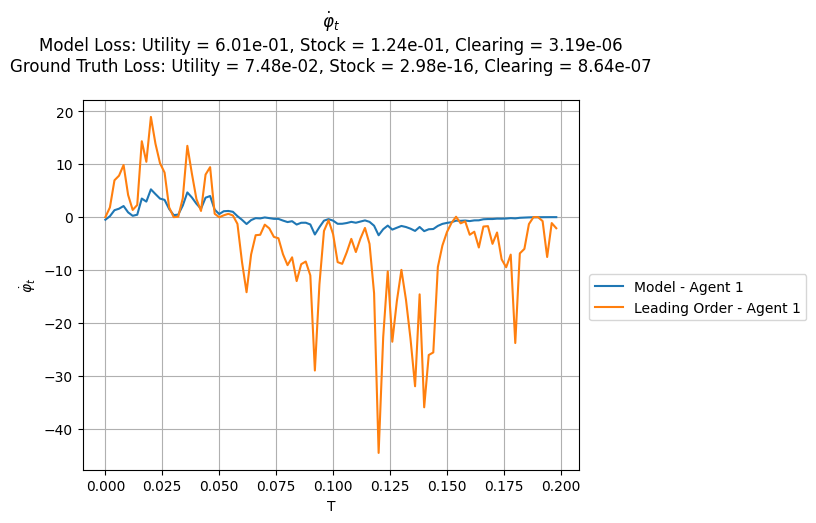 φ̇ₜ
Model Loss: Utility = 6.01e-01, Stock = 1.24e-01, Clearing = 3.19e-06
Ground Truth Loss: Utility = 7.48e-02, Stock = 2.98e-16, Clearing = 8.64e-07
20
10
0
−10
−20
−30
−40
φ̇ₜ
0.000 0.025 0.050 0.075 0.100 0.125 0.150 0.175 0.200
T
Model - Agent 1
Leading Order - Agent 1